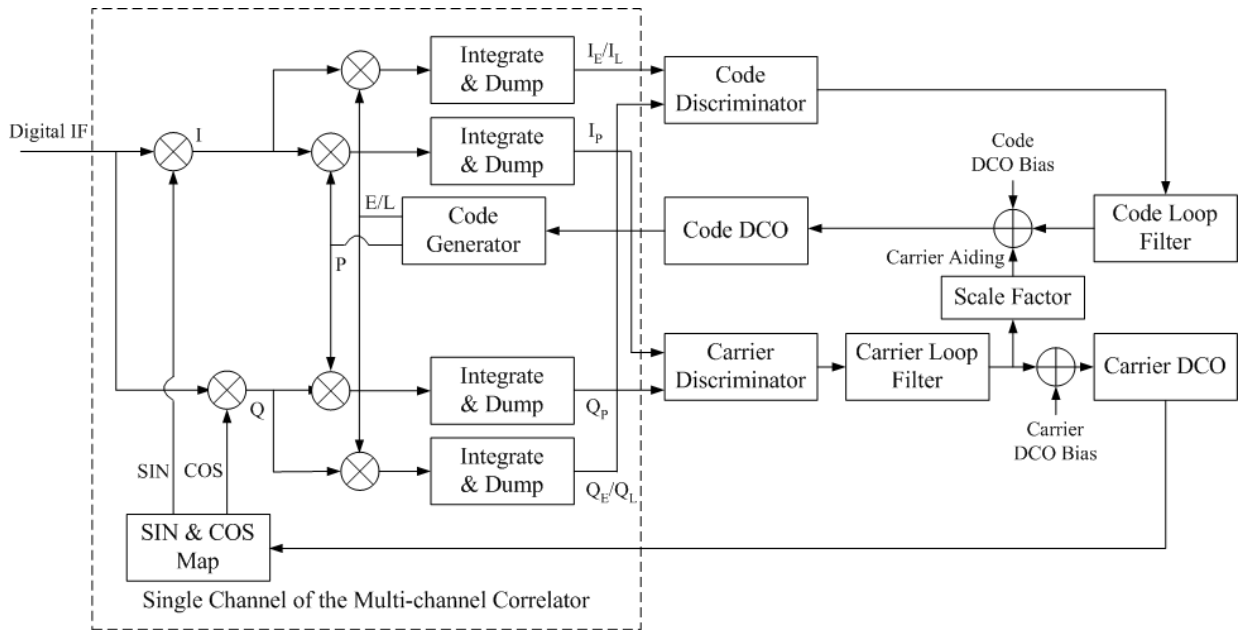 Digital IF
I
Integrate
& Dump
I_E/I_L
Code
Discriminator
Integrate
& Dump
I_P
Code
DCO Bias
E/L
Code
Generator
Code DCO
Code Loop
Filter
P
Carrier Aiding
Scale Factor
Integrate
& Dump
Q_P
Carrier
Discriminator
Carrier Loop
Filter
Carrier DCO
Q
Carrier
DCO Bias
SIN
COS
Integrate
& Dump
Q_E/Q_L
SIN & COS
Map
Single Channel of the Multi-channel Correlator